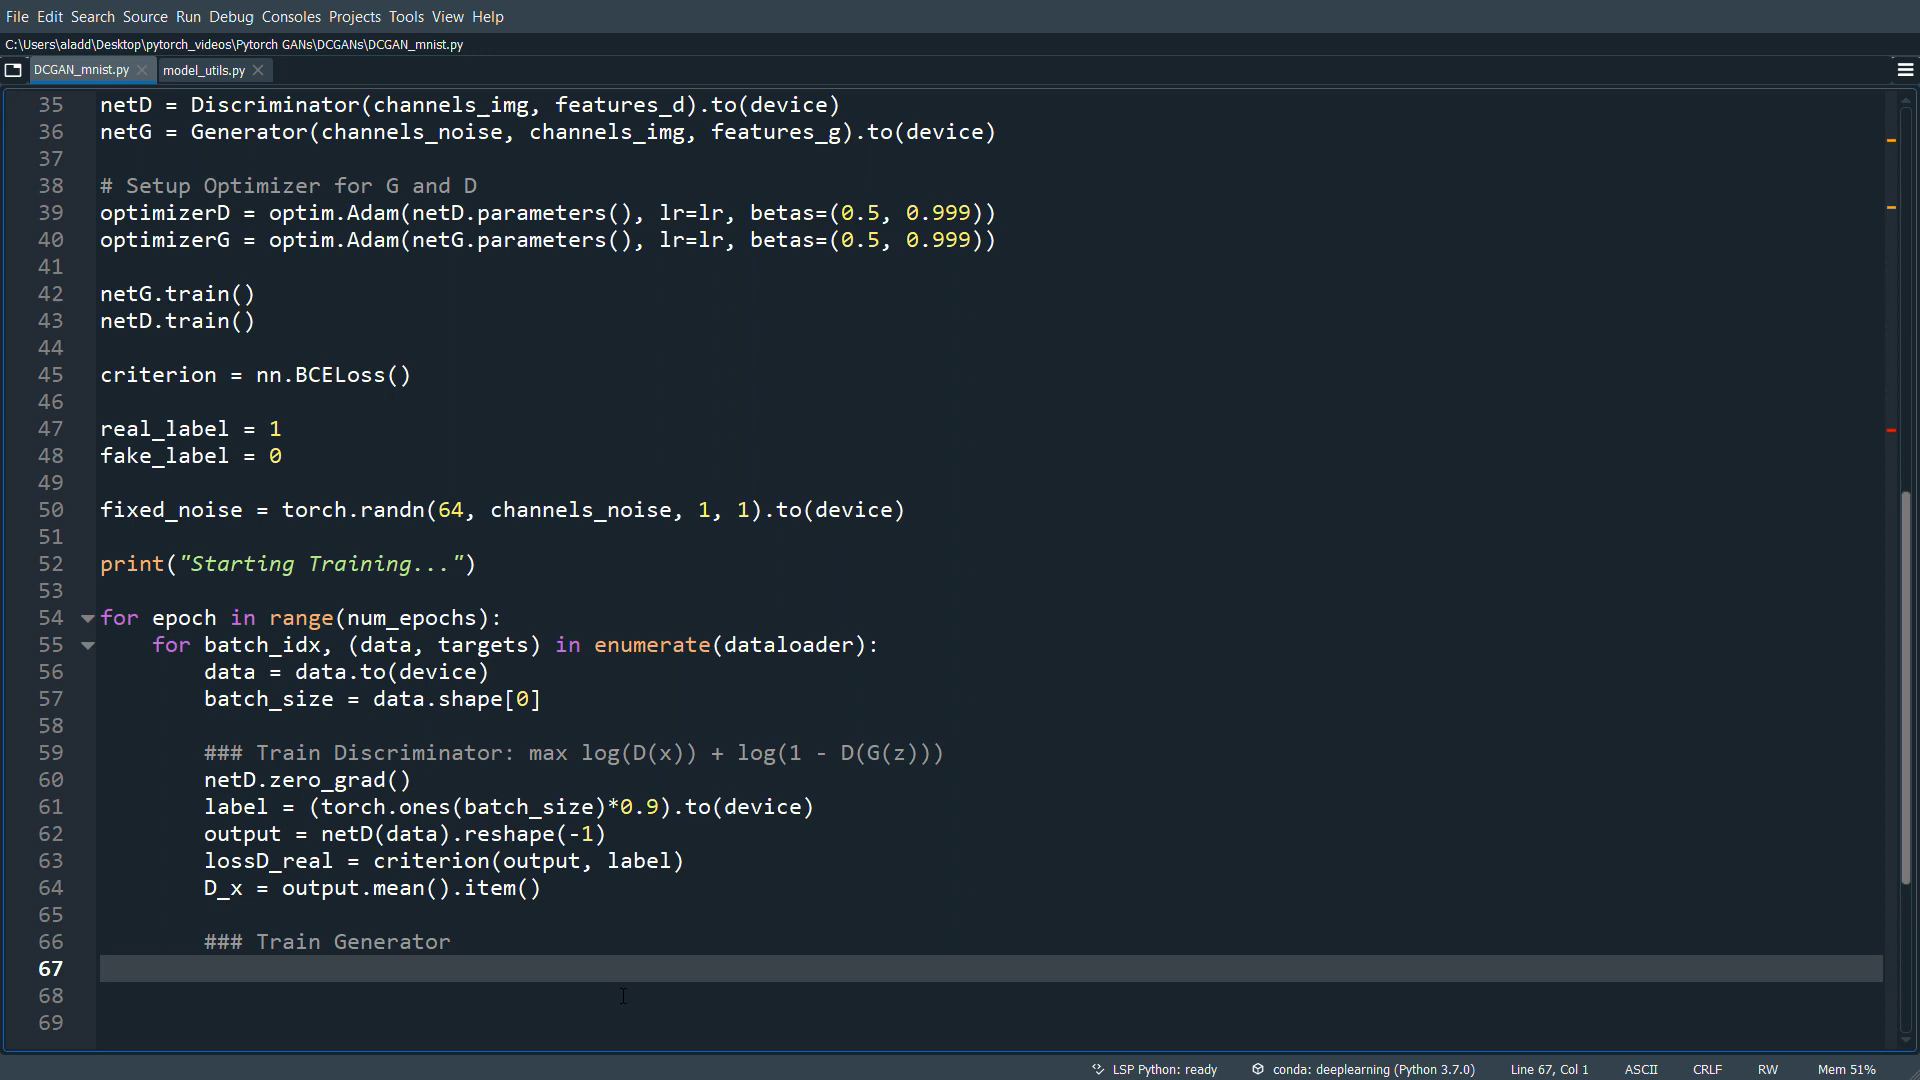 File Edit Search Source Run Debug Consoles Projects Tools View Help
C:\Users\aladd\Desktop\pytorch_videos\Pytorch GANs\DCGANs\DCGAN_mnist.py
DCGAN_mnist.py model_utils.py
35 netD = Discriminator(channels_img, features_d).to(device)
36 netG = Generator(channels_noise, channels_img, features_g).to(device)
37
38 # Setup Optimizer for G and D
39 optimizerD = optim.Adam(netD.parameters(), lr=lr, betas=(0.5, 0.999))
40 optimizerG = optim.Adam(netG.parameters(), lr=lr, betas=(0.5, 0.999))
41
42 netG.train()
43 netD.train()
44
45 criterion = nn.BCELoss()
46
47 real_label = 1
48 fake_label = 0
49
50 fixed_noise = torch.randn(64, channels_noise, 1, 1).to(device)
51
52 print("Starting Training...")
53
54 for epoch in range(num_epochs):
55     for batch_idx, (data, targets) in enumerate(dataloader):
56         data = data.to(device)
57         batch_size = data.shape[0]
58
59         ### Train Discriminator: max log(D(x)) + log(1 - D(G(z)))
60         netD.zero_grad()
61         label = (torch.ones(batch_size)*0.9).to(device)
62         output = netD(data).reshape(-1)
63         lossD_real = criterion(output, label)
64         D_x = output.mean().item()
65
66         ### Train Generator
67
68
69
LSP Python: ready conda: deeplearning (Python 3.7.0) Line 67, Col 1 ASCII CRLF RW Mem 51%